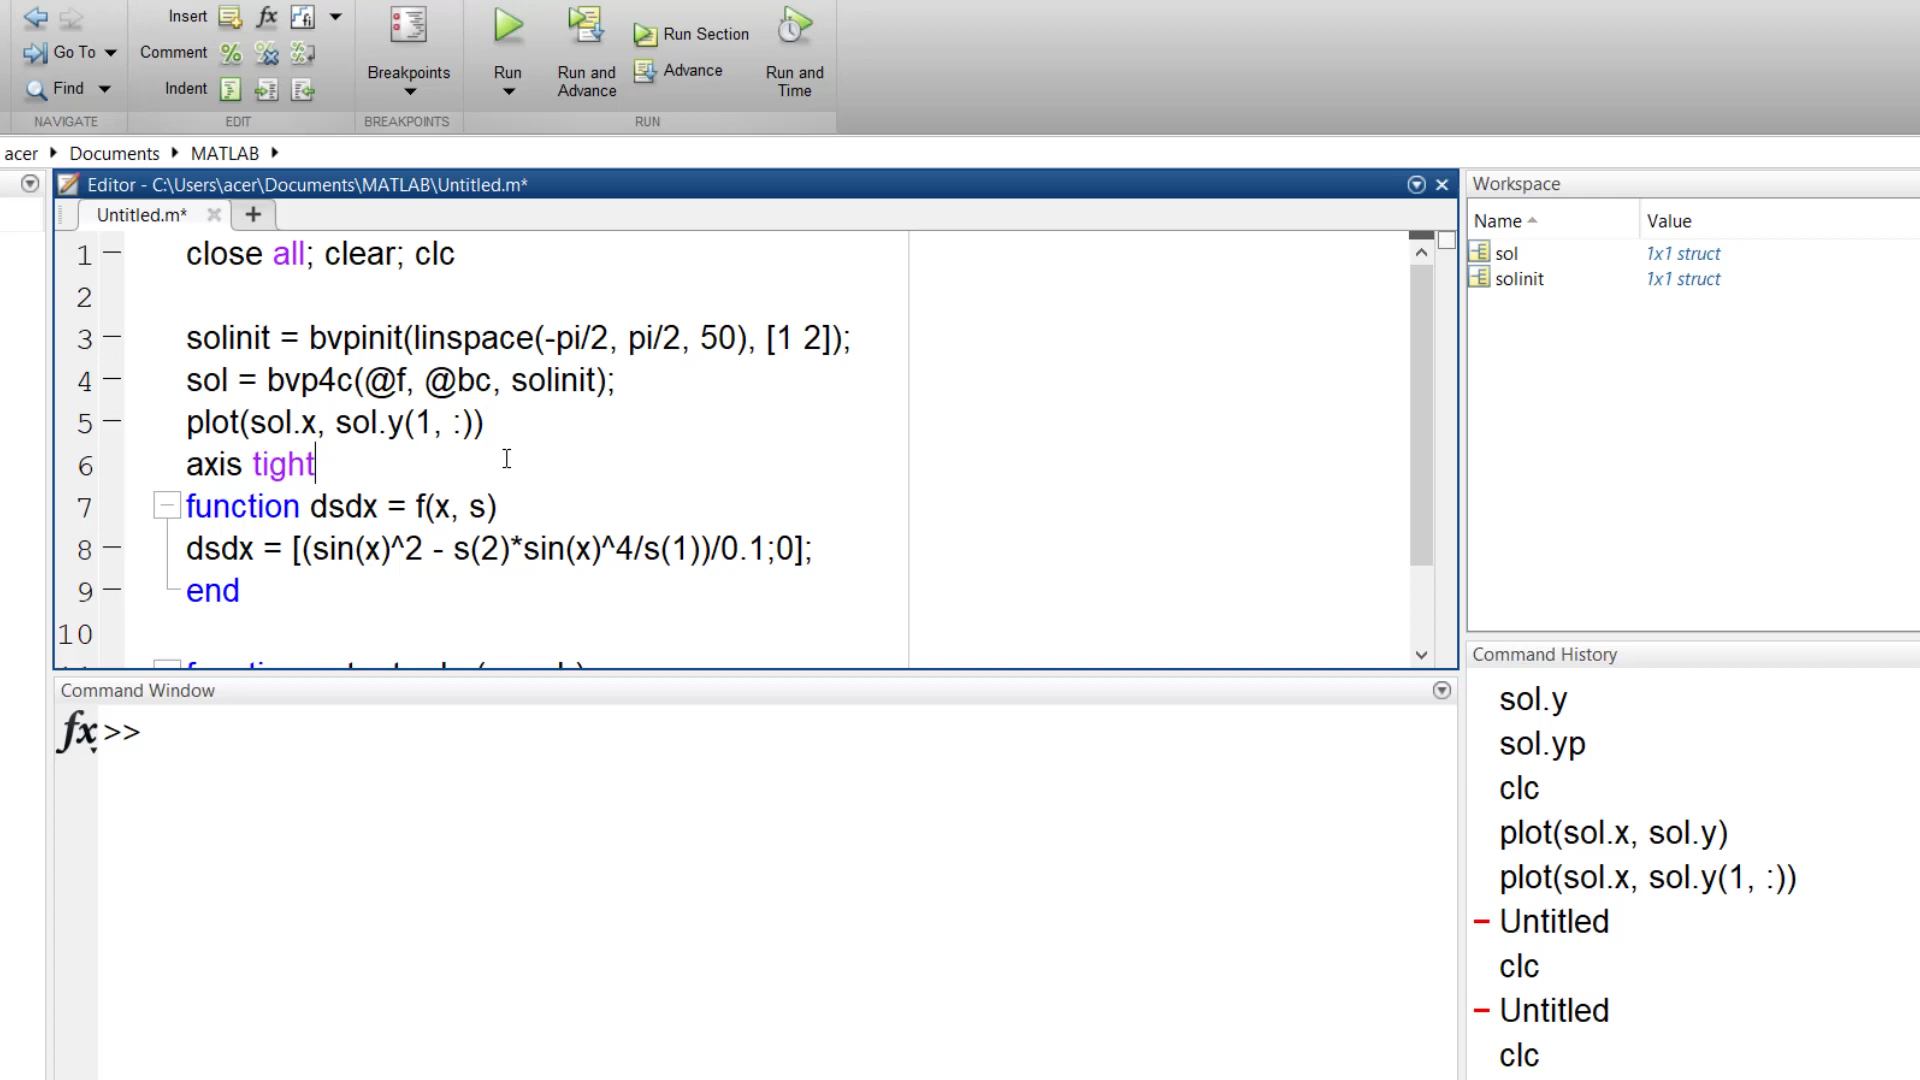 Insert
Go To
Comment
Find
Indent
NAVIGATE
EDIT
Breakpoints
BREAKPOINTS
Run
Run and
Advance
Run Section
Advance
Run and
Time
RUN
acer Documents MATLAB
Editor - C:\Users\acer\Documents\MATLAB\Untitled.m*
Untitled.m*
1 close all; clear; clc
2
3 solinit = bvpinit(linspace(-pi/2, pi/2, 50), [1 2]);
4 sol = bvp4c(@f, @bc, solinit);
5 plot(sol.x, sol.y(1, :))
6 axis tight
7 function dsdx = f(x, s)
8 dsdx = [(sin(x)^2 - s(2)*sin(x)^4/s(1))/0.1;0];
9 end
10
Command Window
fx >>
Workspace
Name Value
sol 1x1 struct
solinit 1x1 struct
Command History
sol.y
sol.yp
clc
plot(sol.x, sol.y)
plot(sol.x, sol.y(1, :))
Untitled
clc
Untitled
clc